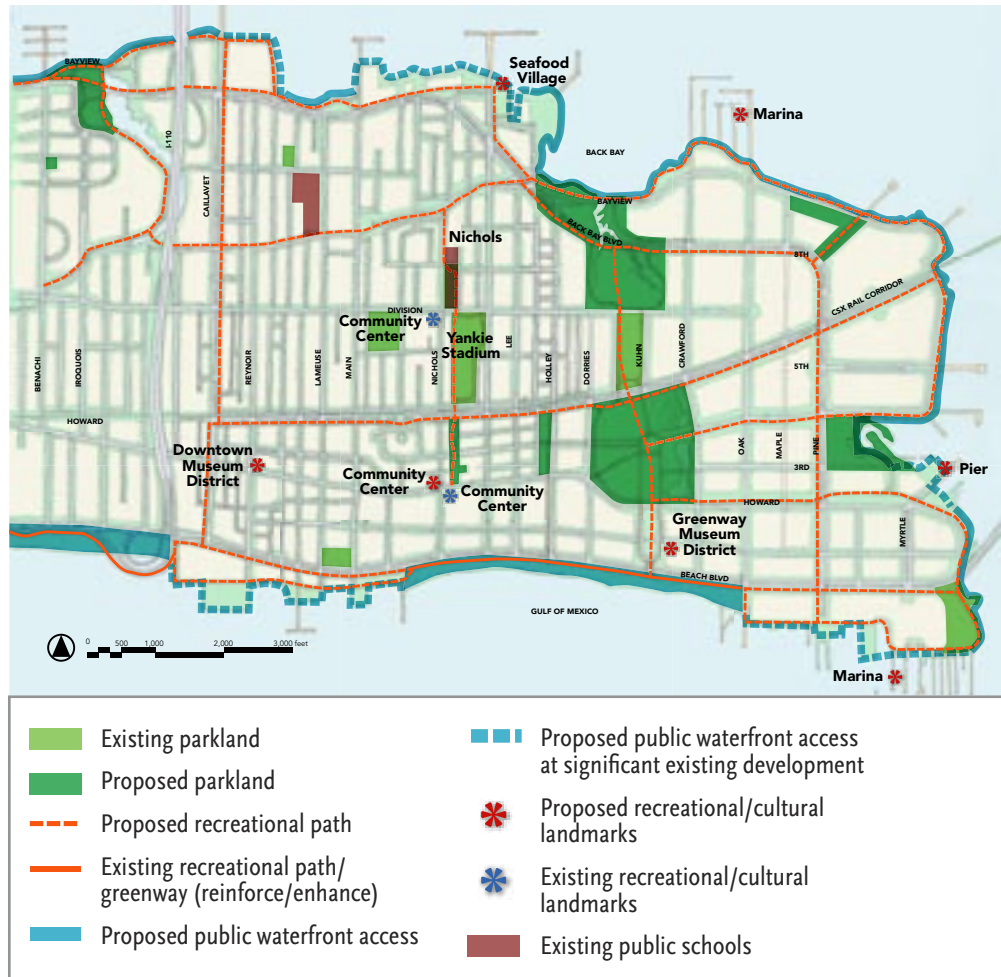 BAYVIEW
I-110
CAILLAVET
Seafood
Village
Marina
BACK BAY
BAYVIEW
BACK BAY BLVD
8TH
CSX RAIL CORRIDOR
Nichols
DIVISION
Community
Center
Yankie
Stadium
BENACHI
IROQUOIS
REYNOIR
LAMEUSE
MAIN
NICHOLS
LEE
HOLLEY
DORRIES
KUHN
CRAWFORD
5TH
HOWARD
Downtown
Museum
District
Community
Center
Community
Center
OAK
MAPLE
PINE
3RD
Pier
HOWARD
Greenway
Museum
District
MYRTLE
BEACH BLVD
GULF OF MEXICO
0 500 1,000 2,000 3,000 feet
Marina
Existing parkland
Proposed parkland
Proposed recreational path
Existing recreational path/
greenway (reinforce/enhance)
Proposed public waterfront access
Proposed public waterfront access
at significant existing development
Proposed recreational/cultural
landmarks
Existing recreational/cultural
landmarks
Existing public schools